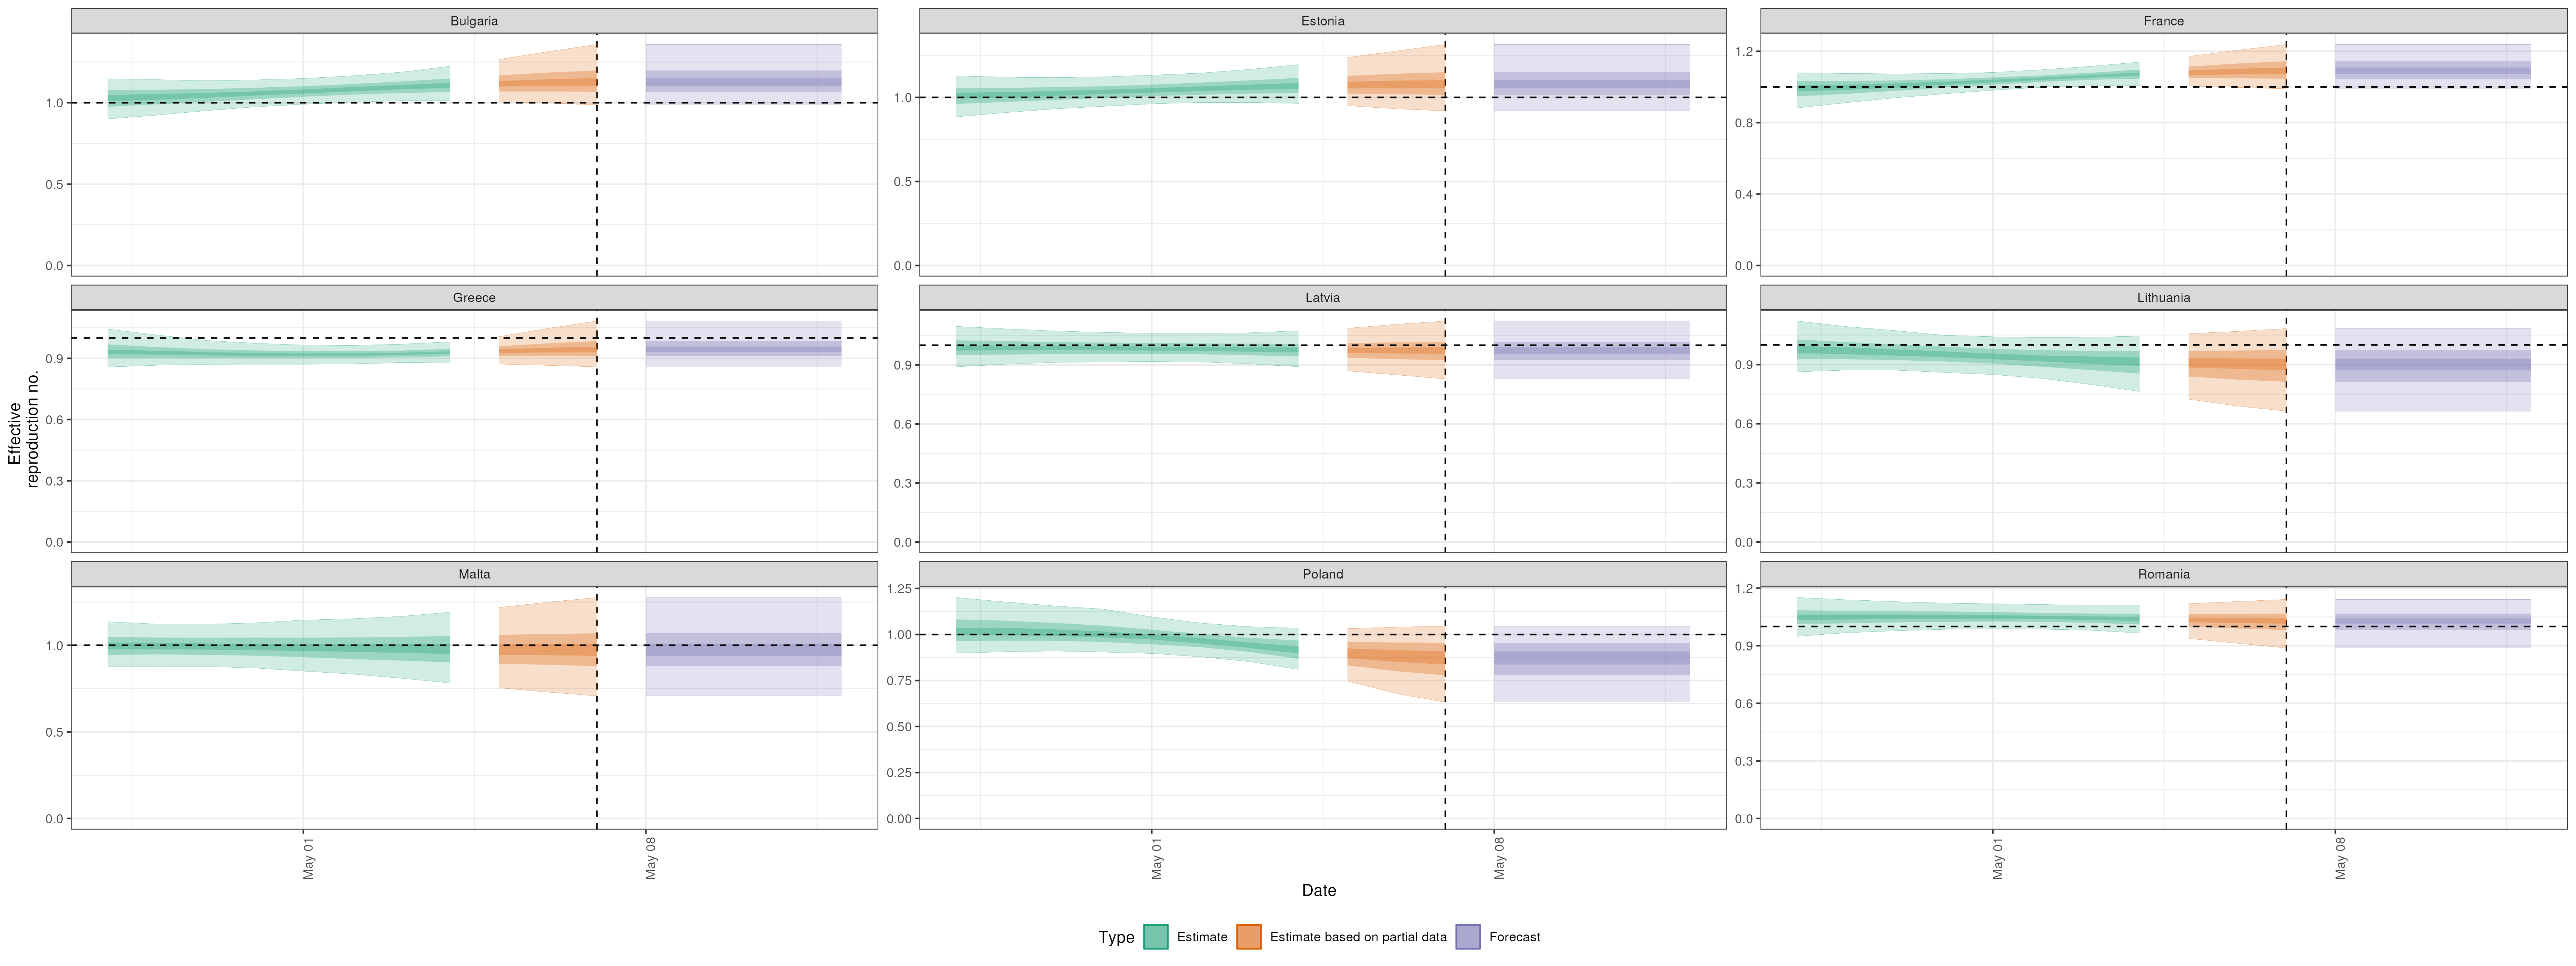 Bulgaria
Estonia
France
1.0
0.5
0.0
1.0
0.5
0.0
1.2
0.8
0.4
0.0
Greece
Latvia
Lithuania
Effective
reproduction no.
0.9
0.6
0.3
0.0
0.9
0.6
0.3
0.0
0.9
0.6
0.3
0.0
Malta
Poland
Romania
1.0
0.5
0.0
1.25
1.00
0.75
0.50
0.25
0.00
1.2
0.9
0.6
0.3
0.0
May 01
May 08
May 01
May 08
May 01
May 08
Date
Type
Estimate
Estimate based on partial data
Forecast